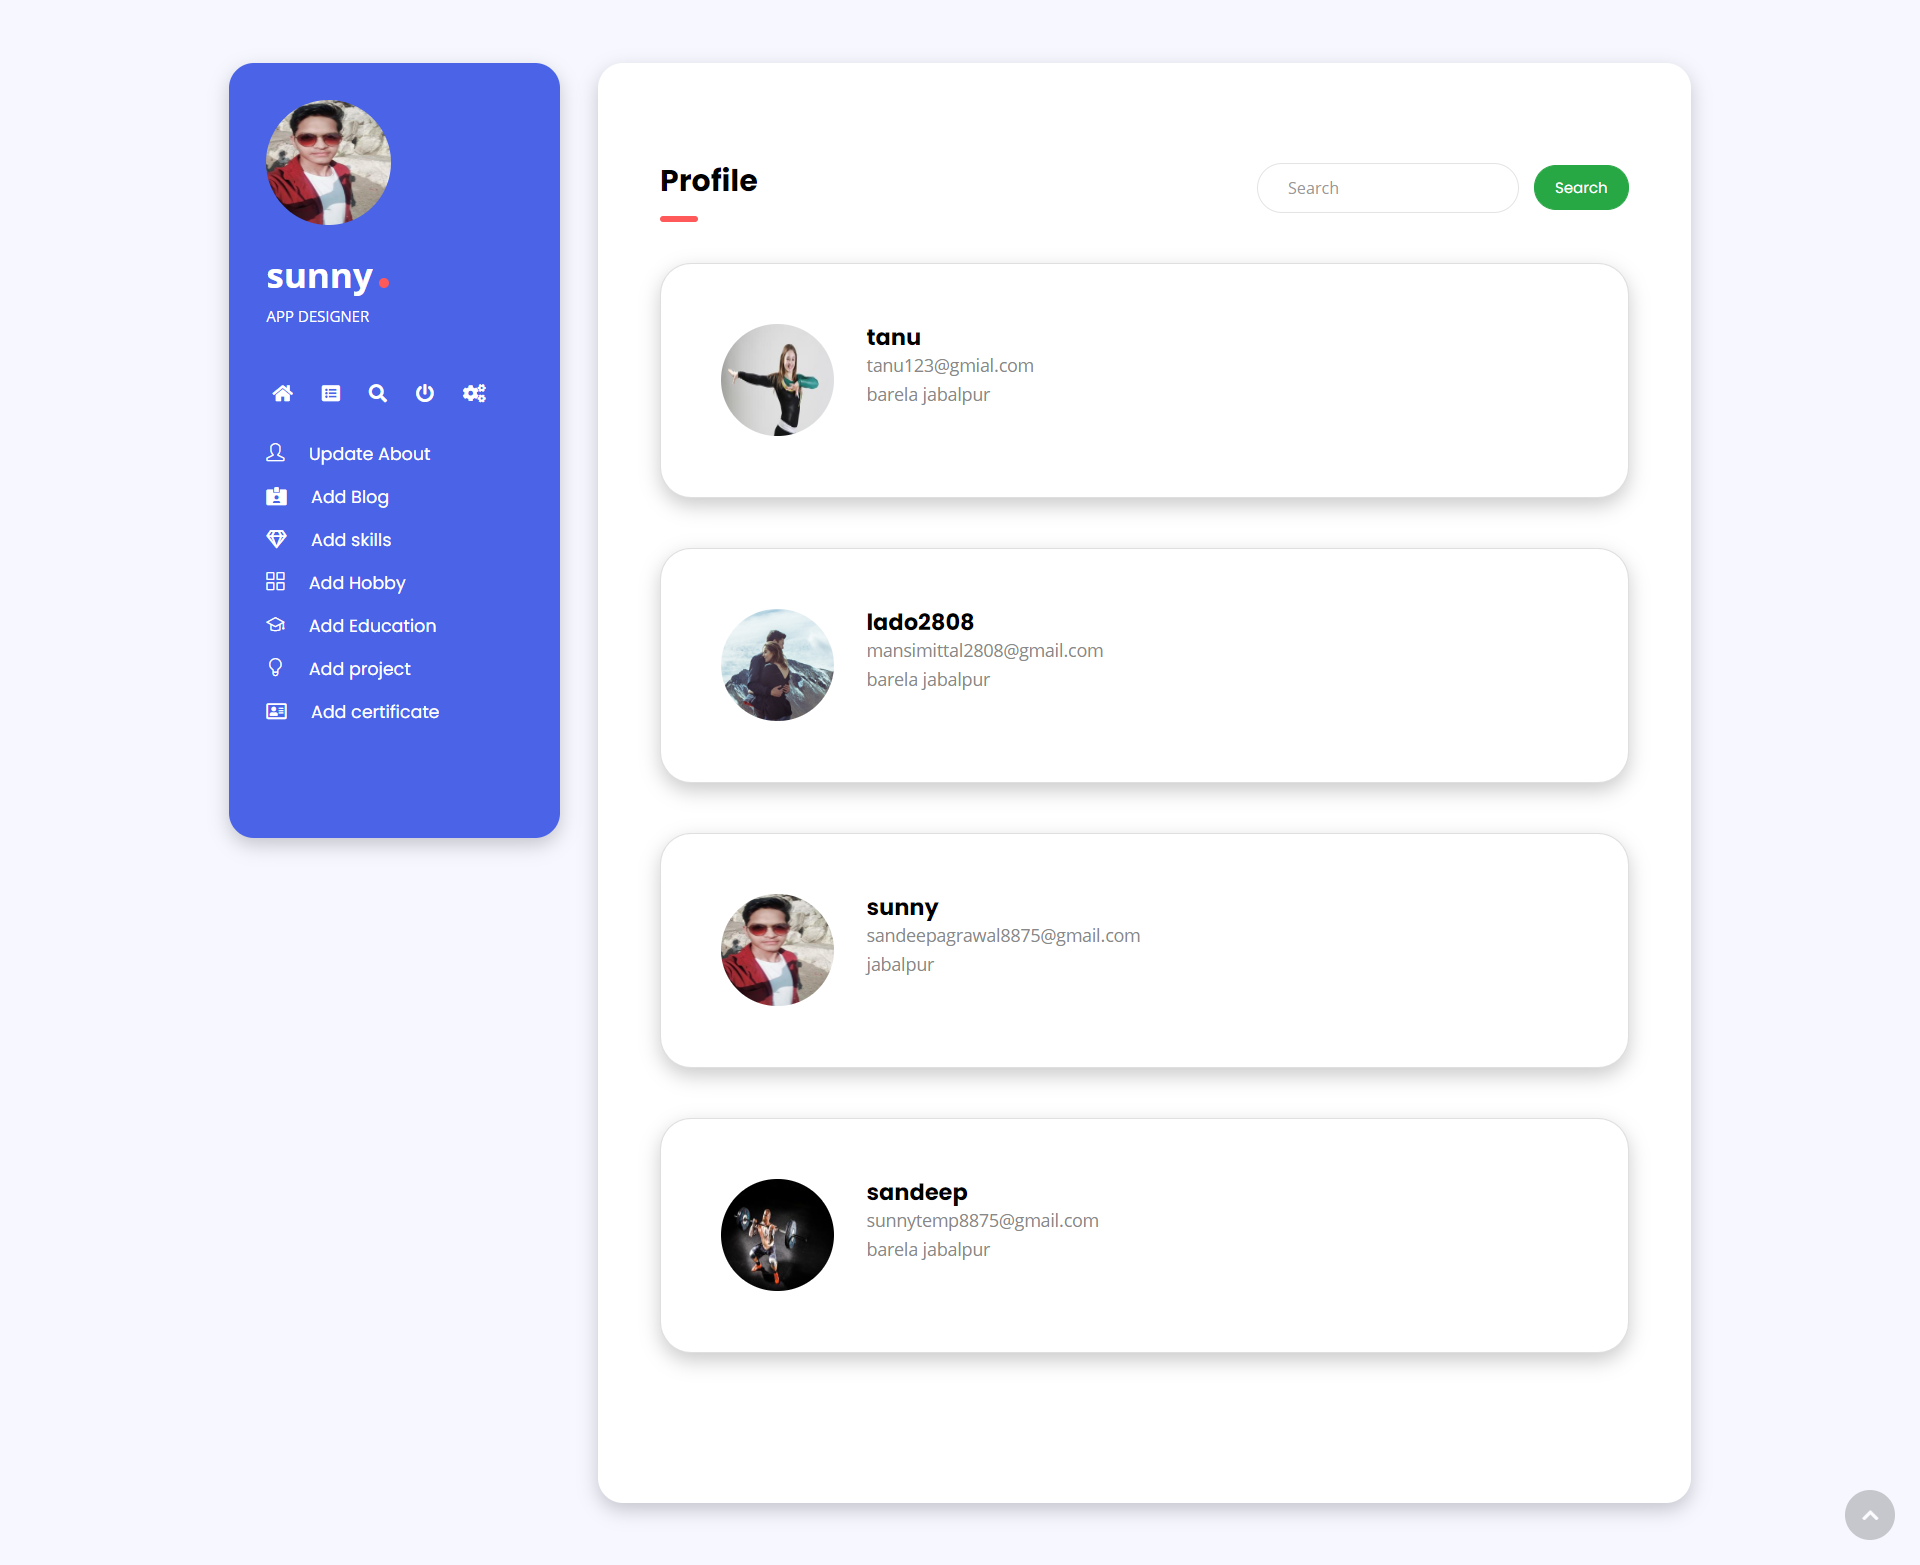 sunny.
APP DESIGNER
Update About
Add Blog
Add skills
Add Hobby
Add Education
Add project
Add certificate
Profile
Search
Search
tanu
tanu123@gmial.com
barela jabalpur
lado2808
mansimittal2808@gmail.com
barela jabalpur
sunny
sandeepagrawal8875@gmail.com
jabalpur
sandeep
sunnytemp8875@gmail.com
barela jabalpur